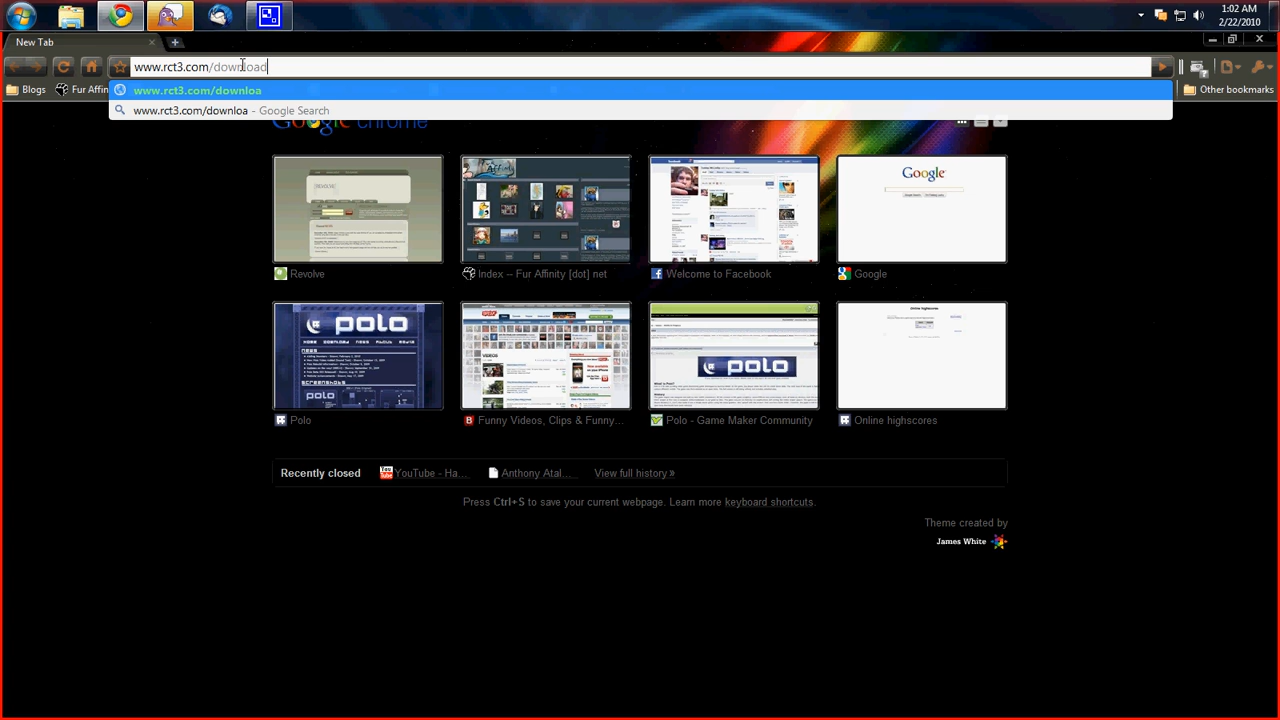 1:02 AM
2/22/2010
New Tab
www.rct3.com/download
Blogs
Fur Affin
Other bookmarks
www.rct3.com/downloa
www.rct3.com/downloa - Google Search
Google chrome
Google
Revolve
Index -- Fur Affinity [dot] net
Welcome to Facebook
Google
polo
polo
Polo
Funny Videos, Clips & Funny...
Polo - Game Maker Community
Online highscores
Recently closed
YouTube - Ha...
Anthony Atal...
View full history »
Press Ctrl+S to save your current webpage. Learn more keyboard shortcuts.
Theme created by
James White